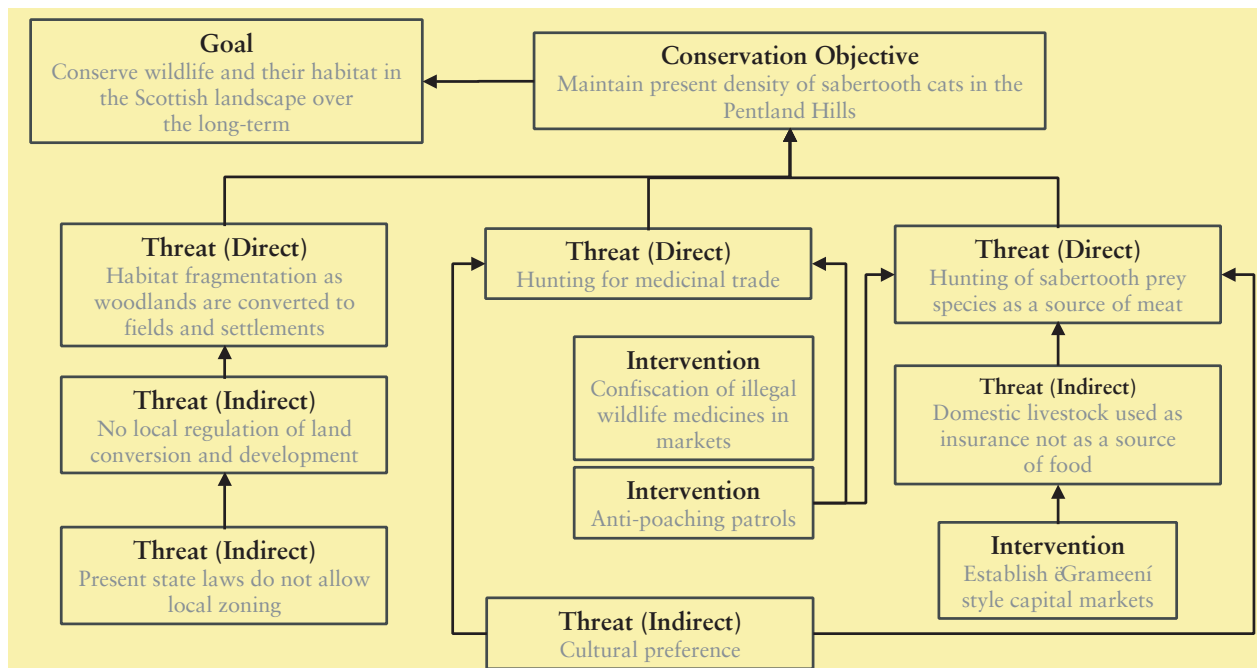 Goal
Conserve wildlife and their habitat in
the Scottish landscape over
the long-term
Conservation Objective
Maintain present density of sabertooth cats in the
Pentland Hills
Threat (Direct)
Habitat fragmentation as
woodlands are converted to
fields and settlements
Threat (Direct)
Hunting for medicinal trade
Threat (Direct)
Hunting of sabertooth prey
species as a source of meat
Threat (Indirect)
No local regulation of land
conversion and development
Intervention
Confiscation of illegal
wildlife medicines in
markets
Threat (Indirect)
Domestic livestock used as
insurance not as a source
of food
Intervention
Anti-poaching patrols
Threat (Indirect)
Present state laws do not allow
local zoning
Intervention
Establish ëGrameení
style capital markets
Threat (Indirect)
Cultural preference